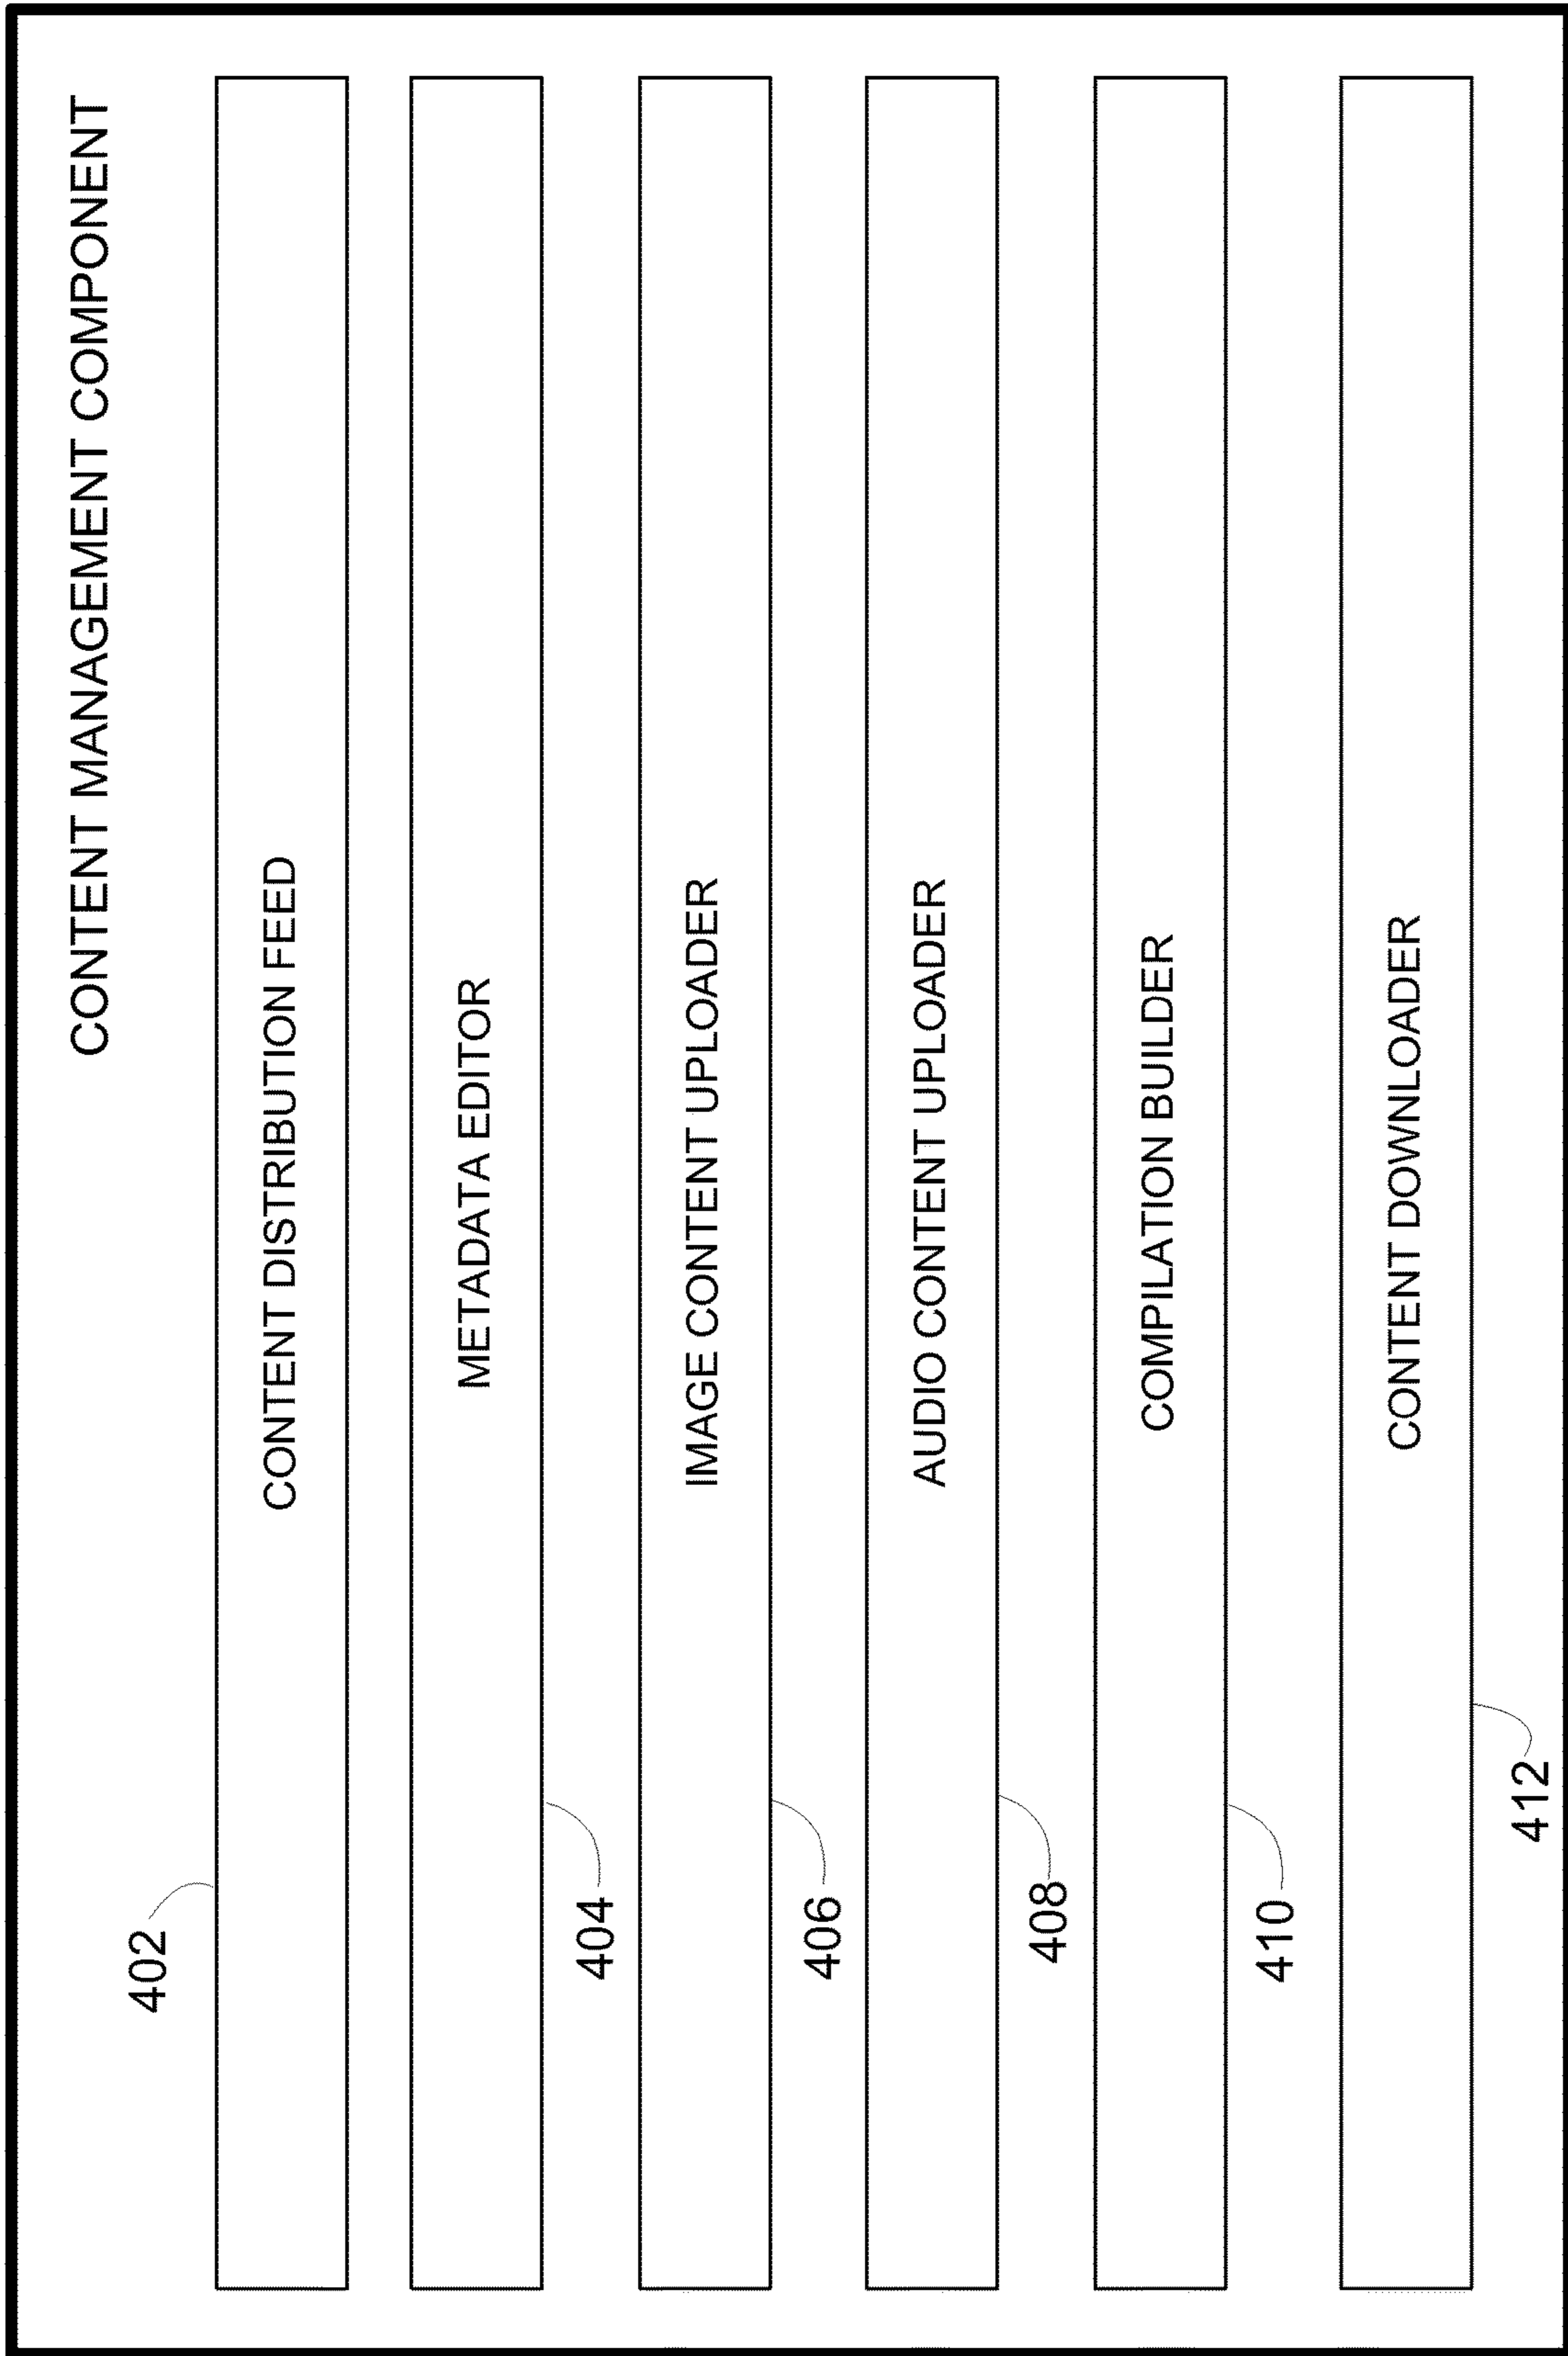 CONTENT MANAGEMENT COMPONENT
402
CONTENT DISTRIBUTION FEED
METADATA EDITOR
404
IMAGE CONTENT UPLOADER
406
AUDIO CONTENT UPLOADER
408
COMPILATION BUILDER
410
CONTENT DOWNLOADER
412